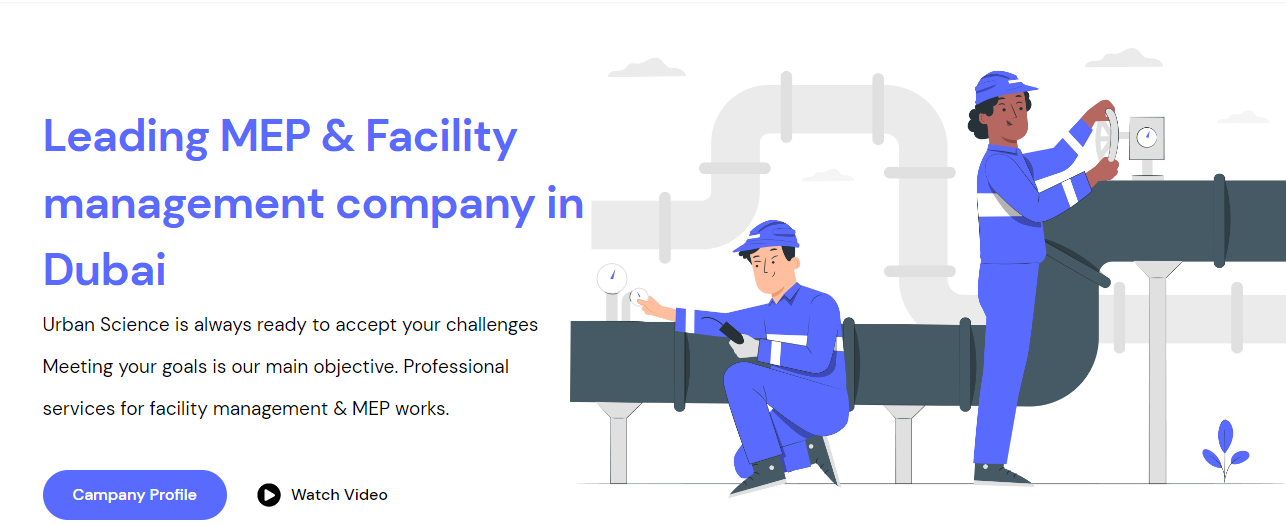 Leading MEP & Facility
management company in
Dubai
Urban Science is always ready to accept your challenges
Meeting your goals is our main objective. Professional
services for facility management & MEP works.
Campany Profile
Watch Video